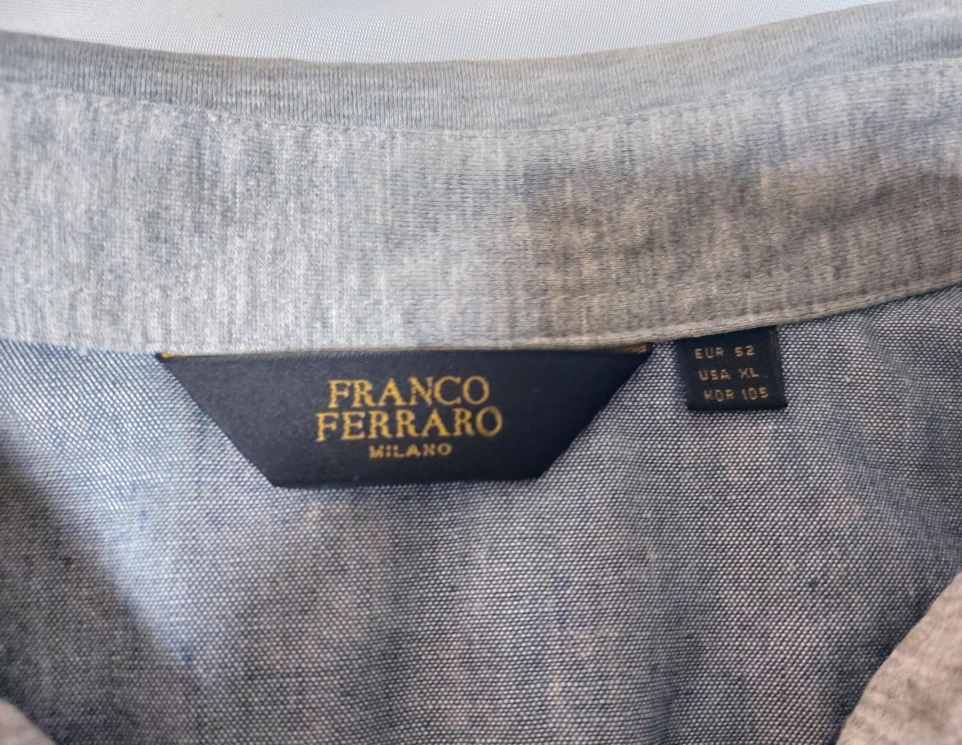 FRANCO
FERRARO
MILANO
EUR 52
USA XL
KOR 105